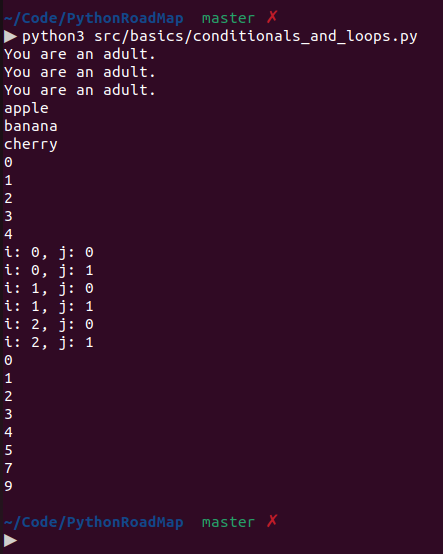 ~/Code/PythonRoadMap  master ✗
▶ python3 src/basics/conditionals_and_loops.py
You are an adult.
You are an adult.
You are an adult.
apple
banana
cherry
0
1
2
3
4
i: 0, j: 0
i: 0, j: 1
i: 1, j: 0
i: 1, j: 1
i: 2, j: 0
i: 2, j: 1
0
1
2
3
4
5
7
9
~/Code/PythonRoadMap  master ✗
▶